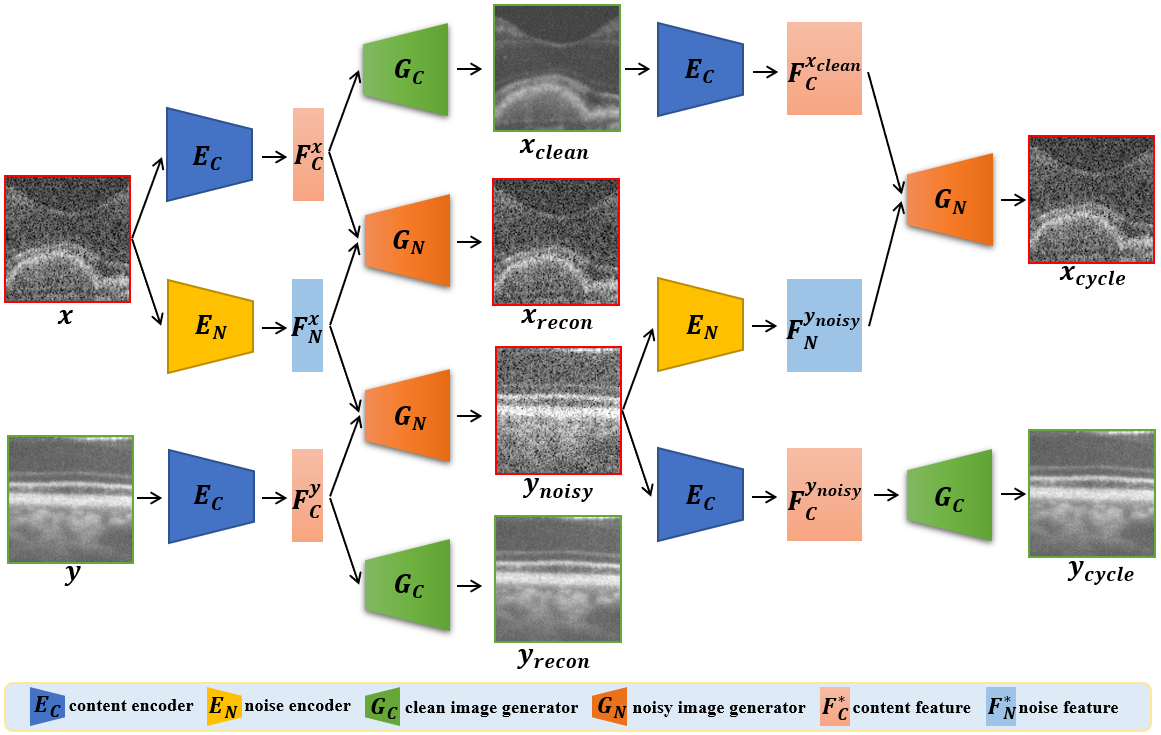 G_C
E_C
F_C^{x_{clean}}
x_{clean}
E_C
F_C^x
G_N
G_N
x
x_{recon}
x_{cycle}
E_N
F_N^x
E_N
F_N^{y_{noisy}}
G_N
y_{noisy}
E_C
F_C^y
E_C
F_C^{y_{noisy}}
G_C
y
y_{cycle}
G_C
y_{recon}
E_C content encoder E_N noise encoder G_C clean image generator G_N noisy image generator F_C^* content feature F_N^* noise feature